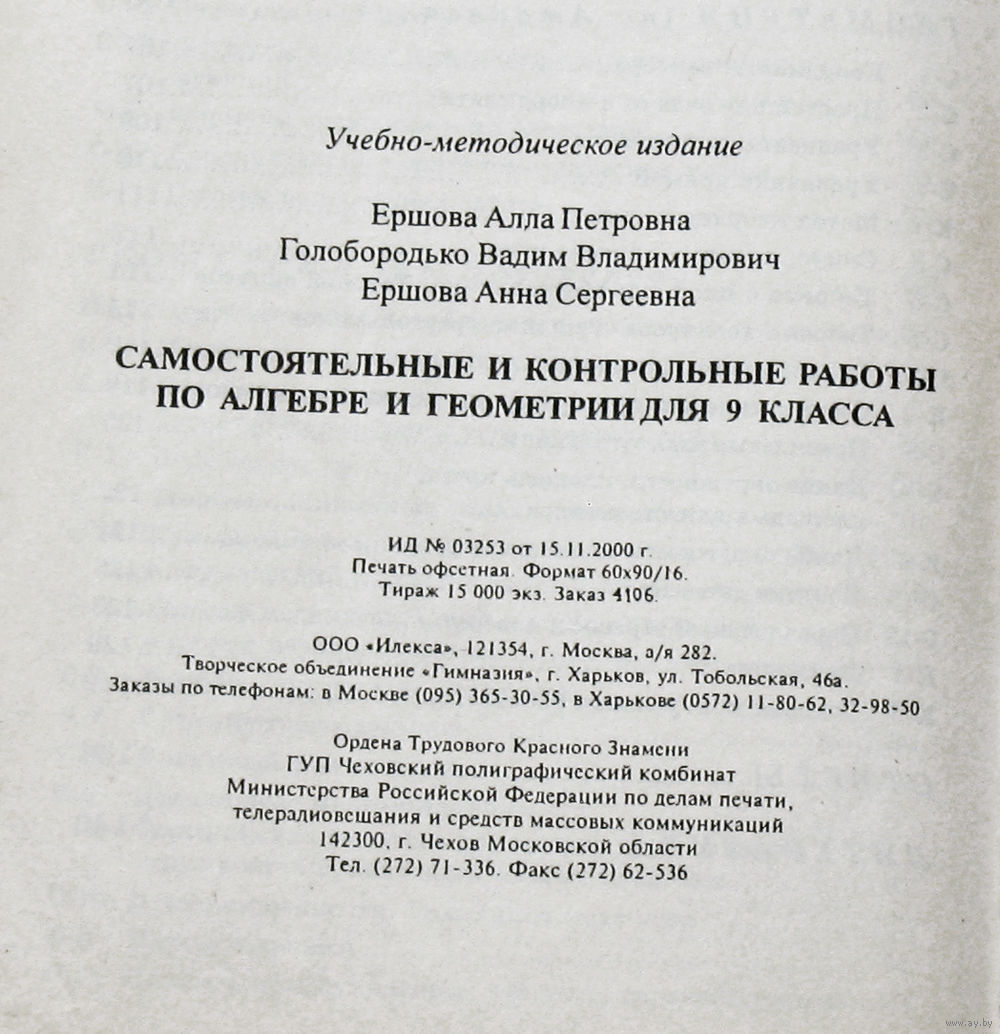 Учебно-методическое издание
Ершова Алла Петровна
Голобородько Вадим Владимирович
Ершова Анна Сергеевна
САМОСТОЯТЕЛЬНЫЕ И КОНТРОЛЬНЫЕ РАБОТЫ
ПО АЛГЕБРЕ И ГЕОМЕТРИИ ДЛЯ 9 КЛАССА
ИД № 03253 от 15.11.2000 г.
Печать офсетная. Формат 60х90/16.
Тираж 15 000 экз. Заказ 4106.
ООО «Илекса», 121354, г. Москва, а/я 282.
Творческое объединение «Гимназия», г. Харьков, ул. Тобольская, 46а.
Заказы по телефонам: в Москве (095) 365-30-55, в Харькове (0572) 11-80-62, 32-98-50
Ордена Трудового Красного Знамени
ГУП Чеховский полиграфический комбинат
Министерства Российской Федерации по делам печати,
телерадиовещания и средств массовых коммуникаций
142300, г. Чехов Московской области
Тел. (272) 71-336. Факс (272) 62-536
www.ay.by